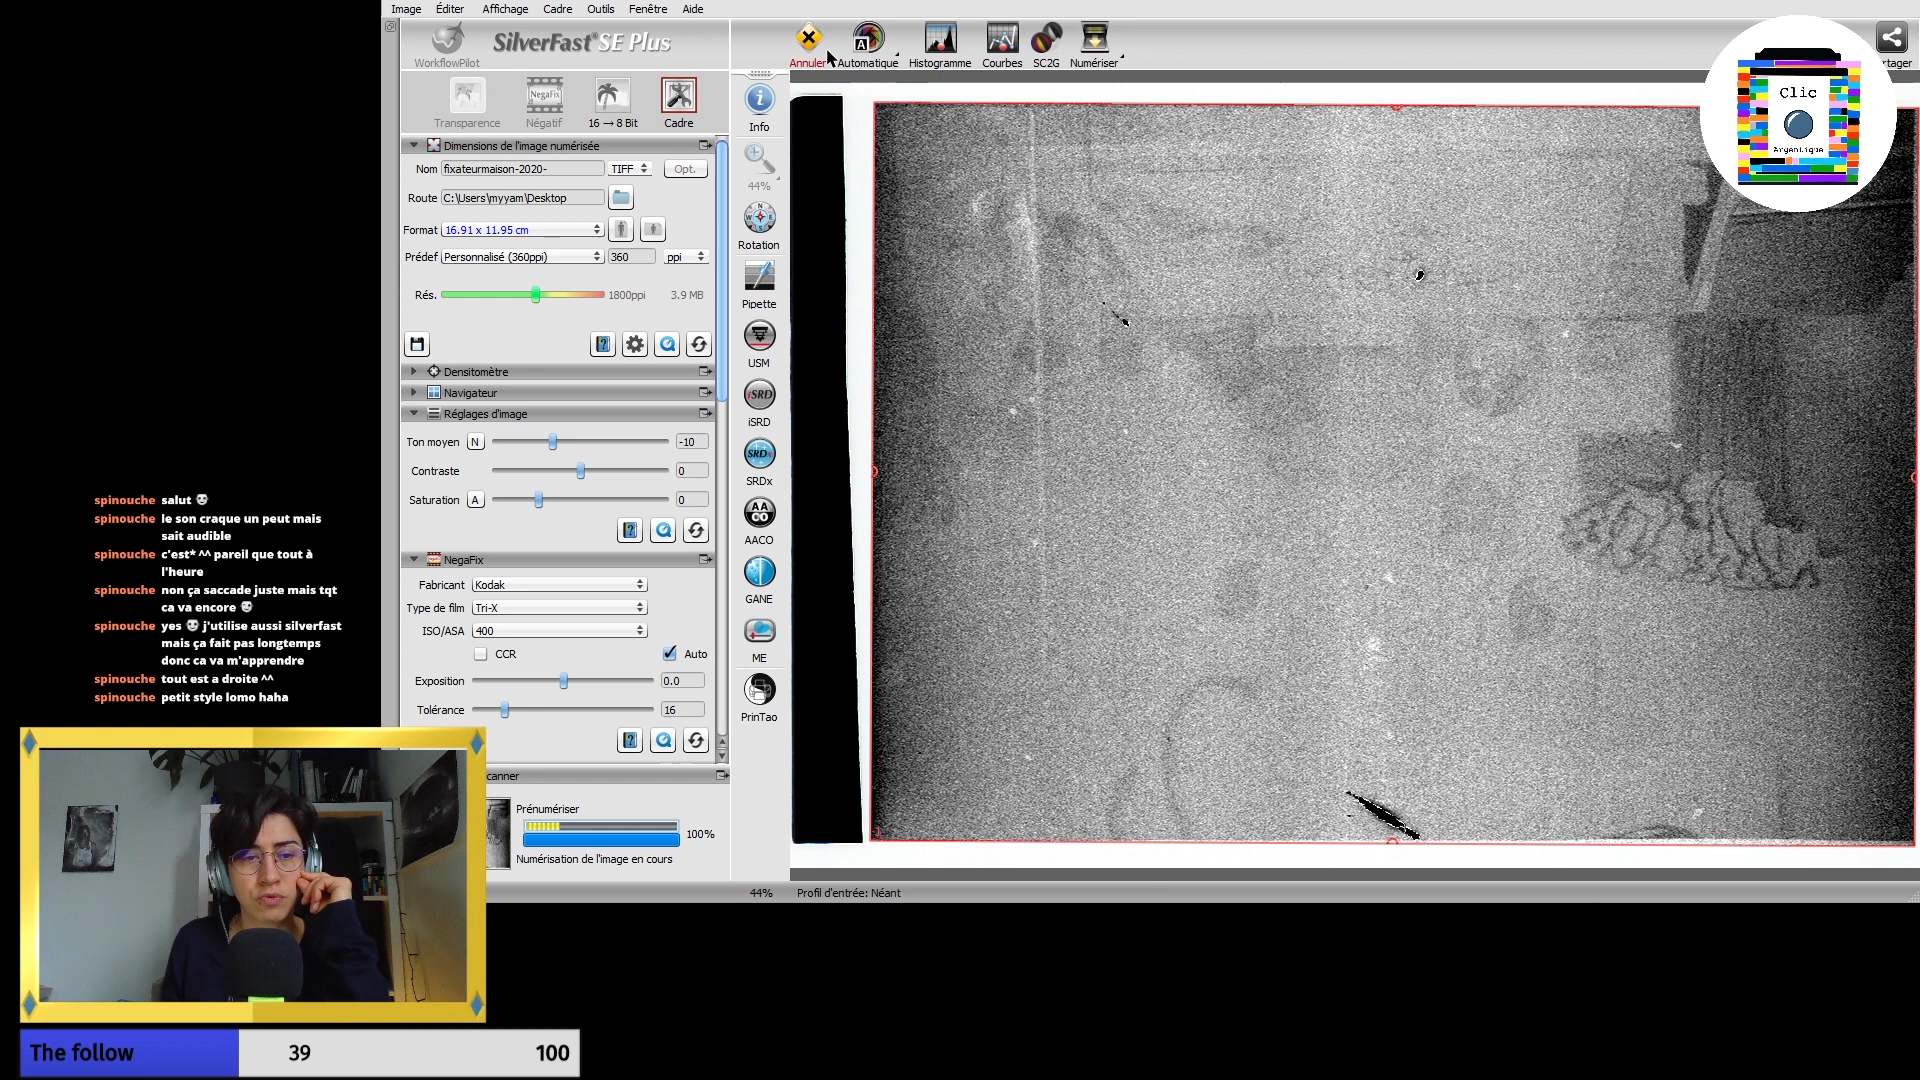 Image Éditer Affichage Cadre Outils Fenêtre Aide
WorkflowPilot
SilverFast® SE Plus
Annuler Automatique Histogramme Courbes SC2G Numériser
rtager
Clic
Argentique
Transparence
NegaFix
Négatif
16 → 8 Bit
Cadre
Dimensions de l'image numérisée
Nom fixateurmaison-2020- TIFF Opt.
Route C:\Users\myyam\Desktop
Format 16.91 x 11.95 cm
Prédef Personnalisé (360ppi) 360 ppi
Rés. 1800ppi 3.9 MB
Densitomètre
Navigateur
Réglages d'image
Ton moyen N -10
Contraste 0
Saturation A 0
NegaFix
Fabricant Kodak
Type de film Tri-X
ISO/ASA 400
CCR Auto
Exposition 0.0
Tolérance 16
canner
Prénumériser
100%
Numérisation de l'image en cours
Info
44%
Rotation
Pipette
USM
iSRD
iSRD
SRDx
SRDx
AACO
AACO
GANE
ME
PrinTao
44% Profil d'entrée: Néant
spinouche salut
spinouche le son craque un peut mais
sait audible
spinouche c'est* ^^ pareil que tout à
l'heure
spinouche non ça saccade juste mais tqt
ca va encore
spinouche yes j'utilise aussi silverfast
mais ça fait pas longtemps
donc ca va m'apprendre
spinouche tout est a droite ^^
spinouche petit style lomo haha
The follow 39 100